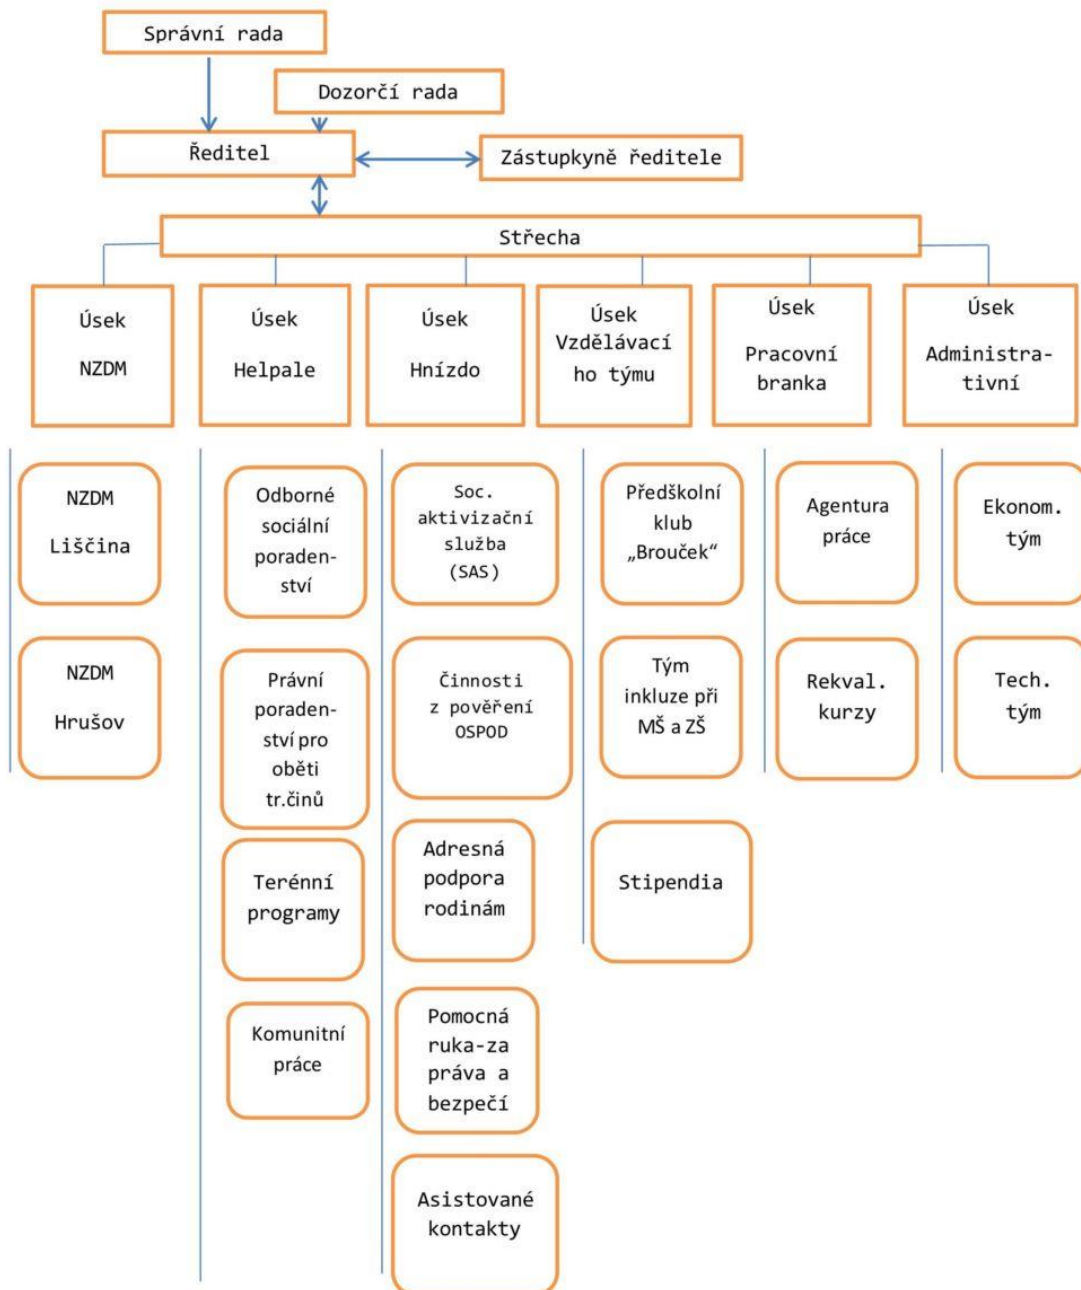 Správní rada
Dozorčí rada
Ředitel
Zástupkyně ředitele
Střecha
Úsek
NZDM
Úsek
Helpale
Úsek
Hnízdo
Úsek
Vzdělávací
ho týmu
Úsek
Pracovní
branka
Úsek
Administra-
tivní
NZDM
Liščina
NZDM
Hrušov
Odborné
sociální
poraden-
ství
Právní
poraden-
ství pro
oběti
tr.činů
Terénní
programy
Komunitní
práce
Soc.
aktivizační
služba
(SAS)
Činnosti
z pověření
OSPOD
Adresná
podpora
rodinám
Pomocná
ruka-za
práva a
bezpečí
Asistované
kontakty
Předškolní
klub
„Brouček“
Tým
inkluze při
MŠ a ZŠ
Stipendia
Agentura
práce
Rekval.
kurzy
Ekonom.
tým
Tech.
tým